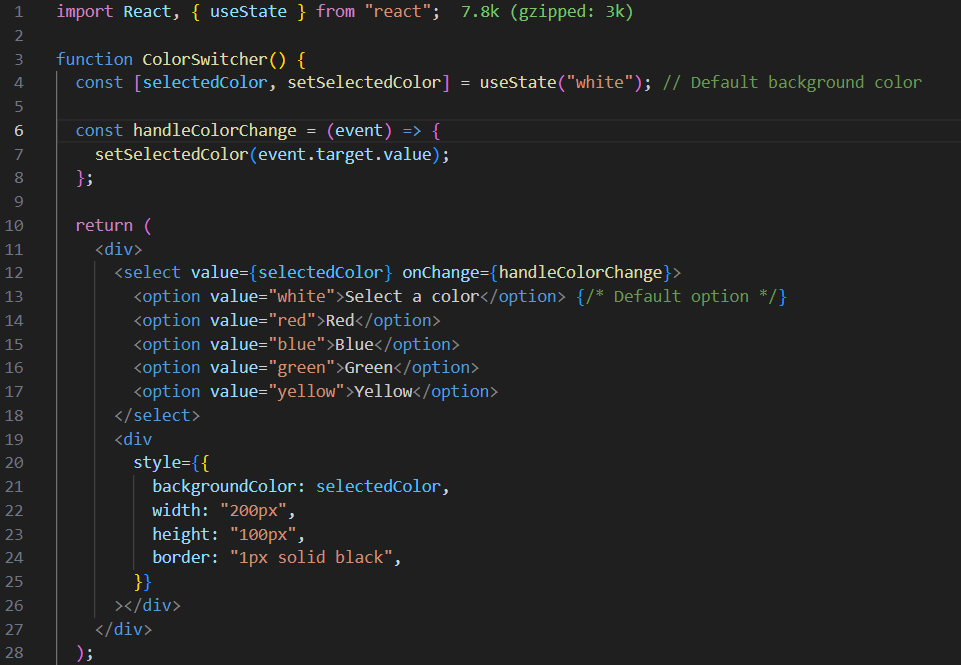 1 import React, { useState } from "react"; 7.8k (gzipped: 3k)
2
3 function ColorSwitcher() {
4 const [selectedColor, setSelectedColor] = useState("white"); // Default background color
5
6 const handleColorChange = (event) => {
7 setSelectedColor(event.target.value);
8 };
9
10 return (
11 <div>
12 <select value={selectedColor} onChange={handleColorChange}>
13 <option value="white">Select a color</option> {/* Default option */}
14 <option value="red">Red</option>
15 <option value="blue">Blue</option>
16 <option value="green">Green</option>
17 <option value="yellow">Yellow</option>
18 </select>
19 <div
20 style={{
21 backgroundColor: selectedColor,
22 width: "200px",
23 height: "100px",
24 border: "1px solid black",
25 }}
26 ></div>
27 </div>
28 );